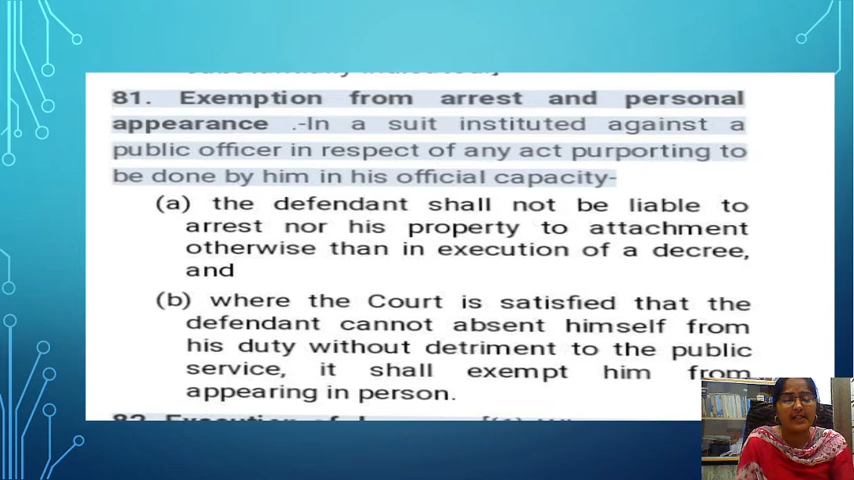 81. Exemption from arrest and personal
appearance .-In a suit instituted against a
public officer in respect of any act purporting to
be done by him in his official capacity-
(a) the defendant shall not be liable to
arrest nor his property to attachment
otherwise than in execution of a decree,
and
(b) where the Court is satisfied that the
defendant cannot absent himself from
his duty without detriment to the public
service, it shall exempt him from
appearing in person.
82. Execution of